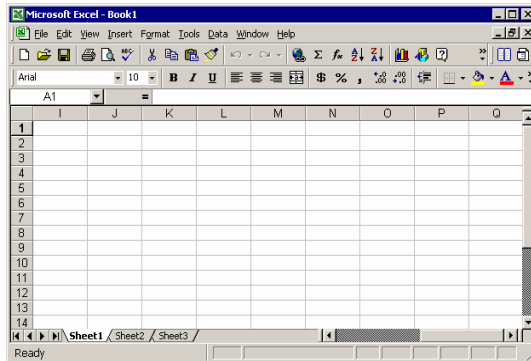 Microsoft Excel - Book1
File Edit View Insert Format Tools Data Window Help
Arial 10 B I U $ % , .00
A1 =
I J K L M N O P Q
1
2
3
4
5
6
7
8
9
10
11
12
13
14
Sheet1 Sheet2 Sheet3
Ready